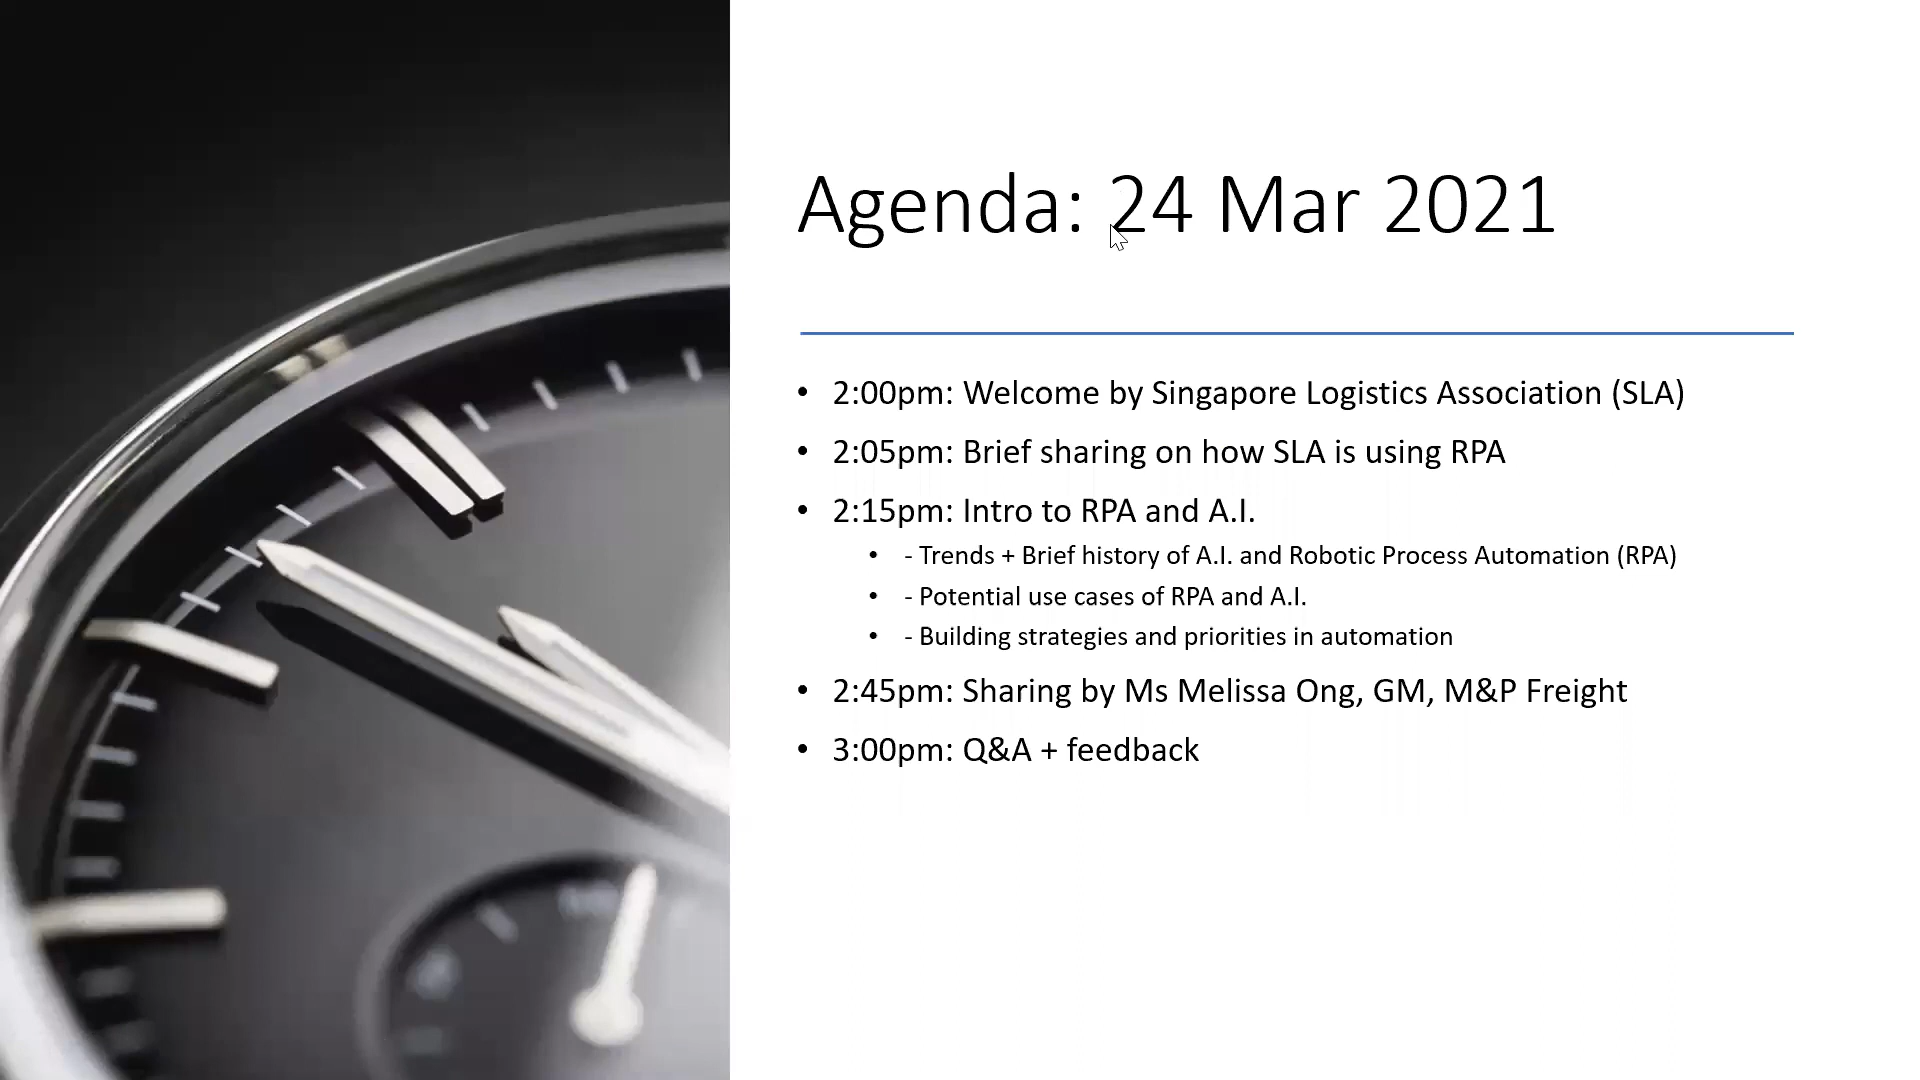 Agenda: 24 Mar 2021
• 2:00pm: Welcome by Singapore Logistics Association (SLA)
• 2:05pm: Brief sharing on how SLA is using RPA
• 2:15pm: Intro to RPA and A.I.
• - Trends + Brief history of A.I. and Robotic Process Automation (RPA)
• - Potential use cases of RPA and A.I.
• - Building strategies and priorities in automation
• 2:45pm: Sharing by Ms Melissa Ong, GM, M&P Freight
• 3:00pm: Q&A + feedback